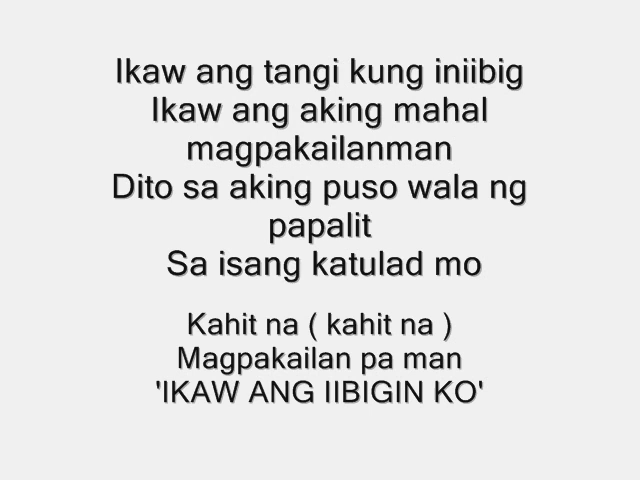 Ikaw ang tangi kung iniibig
Ikaw ang aking mahal
magpakailanman
Dito sa aking puso wala ng
papalit
Sa isang katulad mo
Kahit na ( kahit na )
Magpakailan pa man
'IKAW ANG IIBIGIN KO'